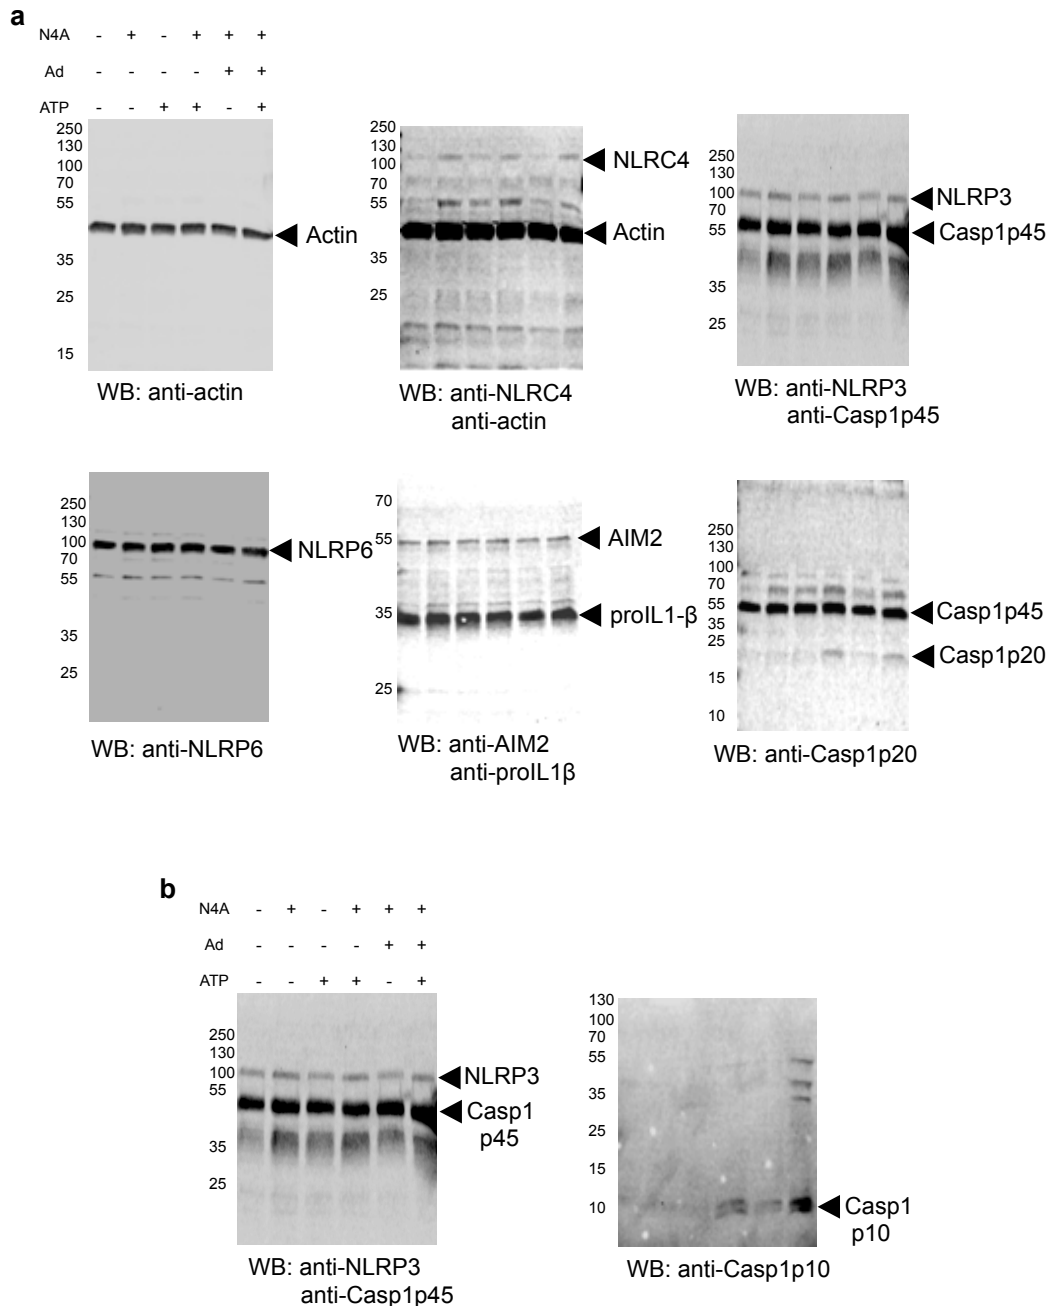 a
N4A - + - + + +
Ad - - - - + +
ATP - - + + - +
250
130
100
70
55
35
25
15
Actin
WB: anti-actin
250
130
100
70
55
35
25
NLRC4
Actin
WB: anti-NLRC4
anti-actin
250
130
100
70
55
35
25
NLRP3
Casp1p45
WB: anti-NLRP3
anti-Casp1p45
250
130
100
70
55
35
25
NLRP6
WB: anti-NLRP6
70
55
35
25
AIM2
proIL1-β
WB: anti-AIM2
anti-proIL1β
250
130
100
70
55
35
25
15
10
Casp1p45
Casp1p20
WB: anti-Casp1p20
b
N4A - + - + + +
Ad - - - - + +
ATP - - + + - +
250
130
100
55
35
25
NLRP3
Casp1
p45
WB: anti-NLRP3
anti-Casp1p45
130
100
70
55
35
25
15
10
Casp1
p10
WB: anti-Casp1p10